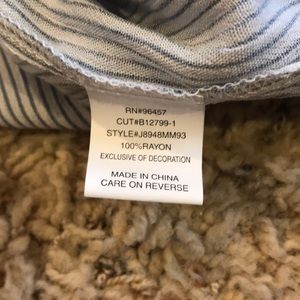 RN#96457
CUT#B12799-1
STYLE#J8948MM93
100%RAYON
EXCLUSIVE OF DECORATION
MADE IN CHINA
CARE ON REVERSE